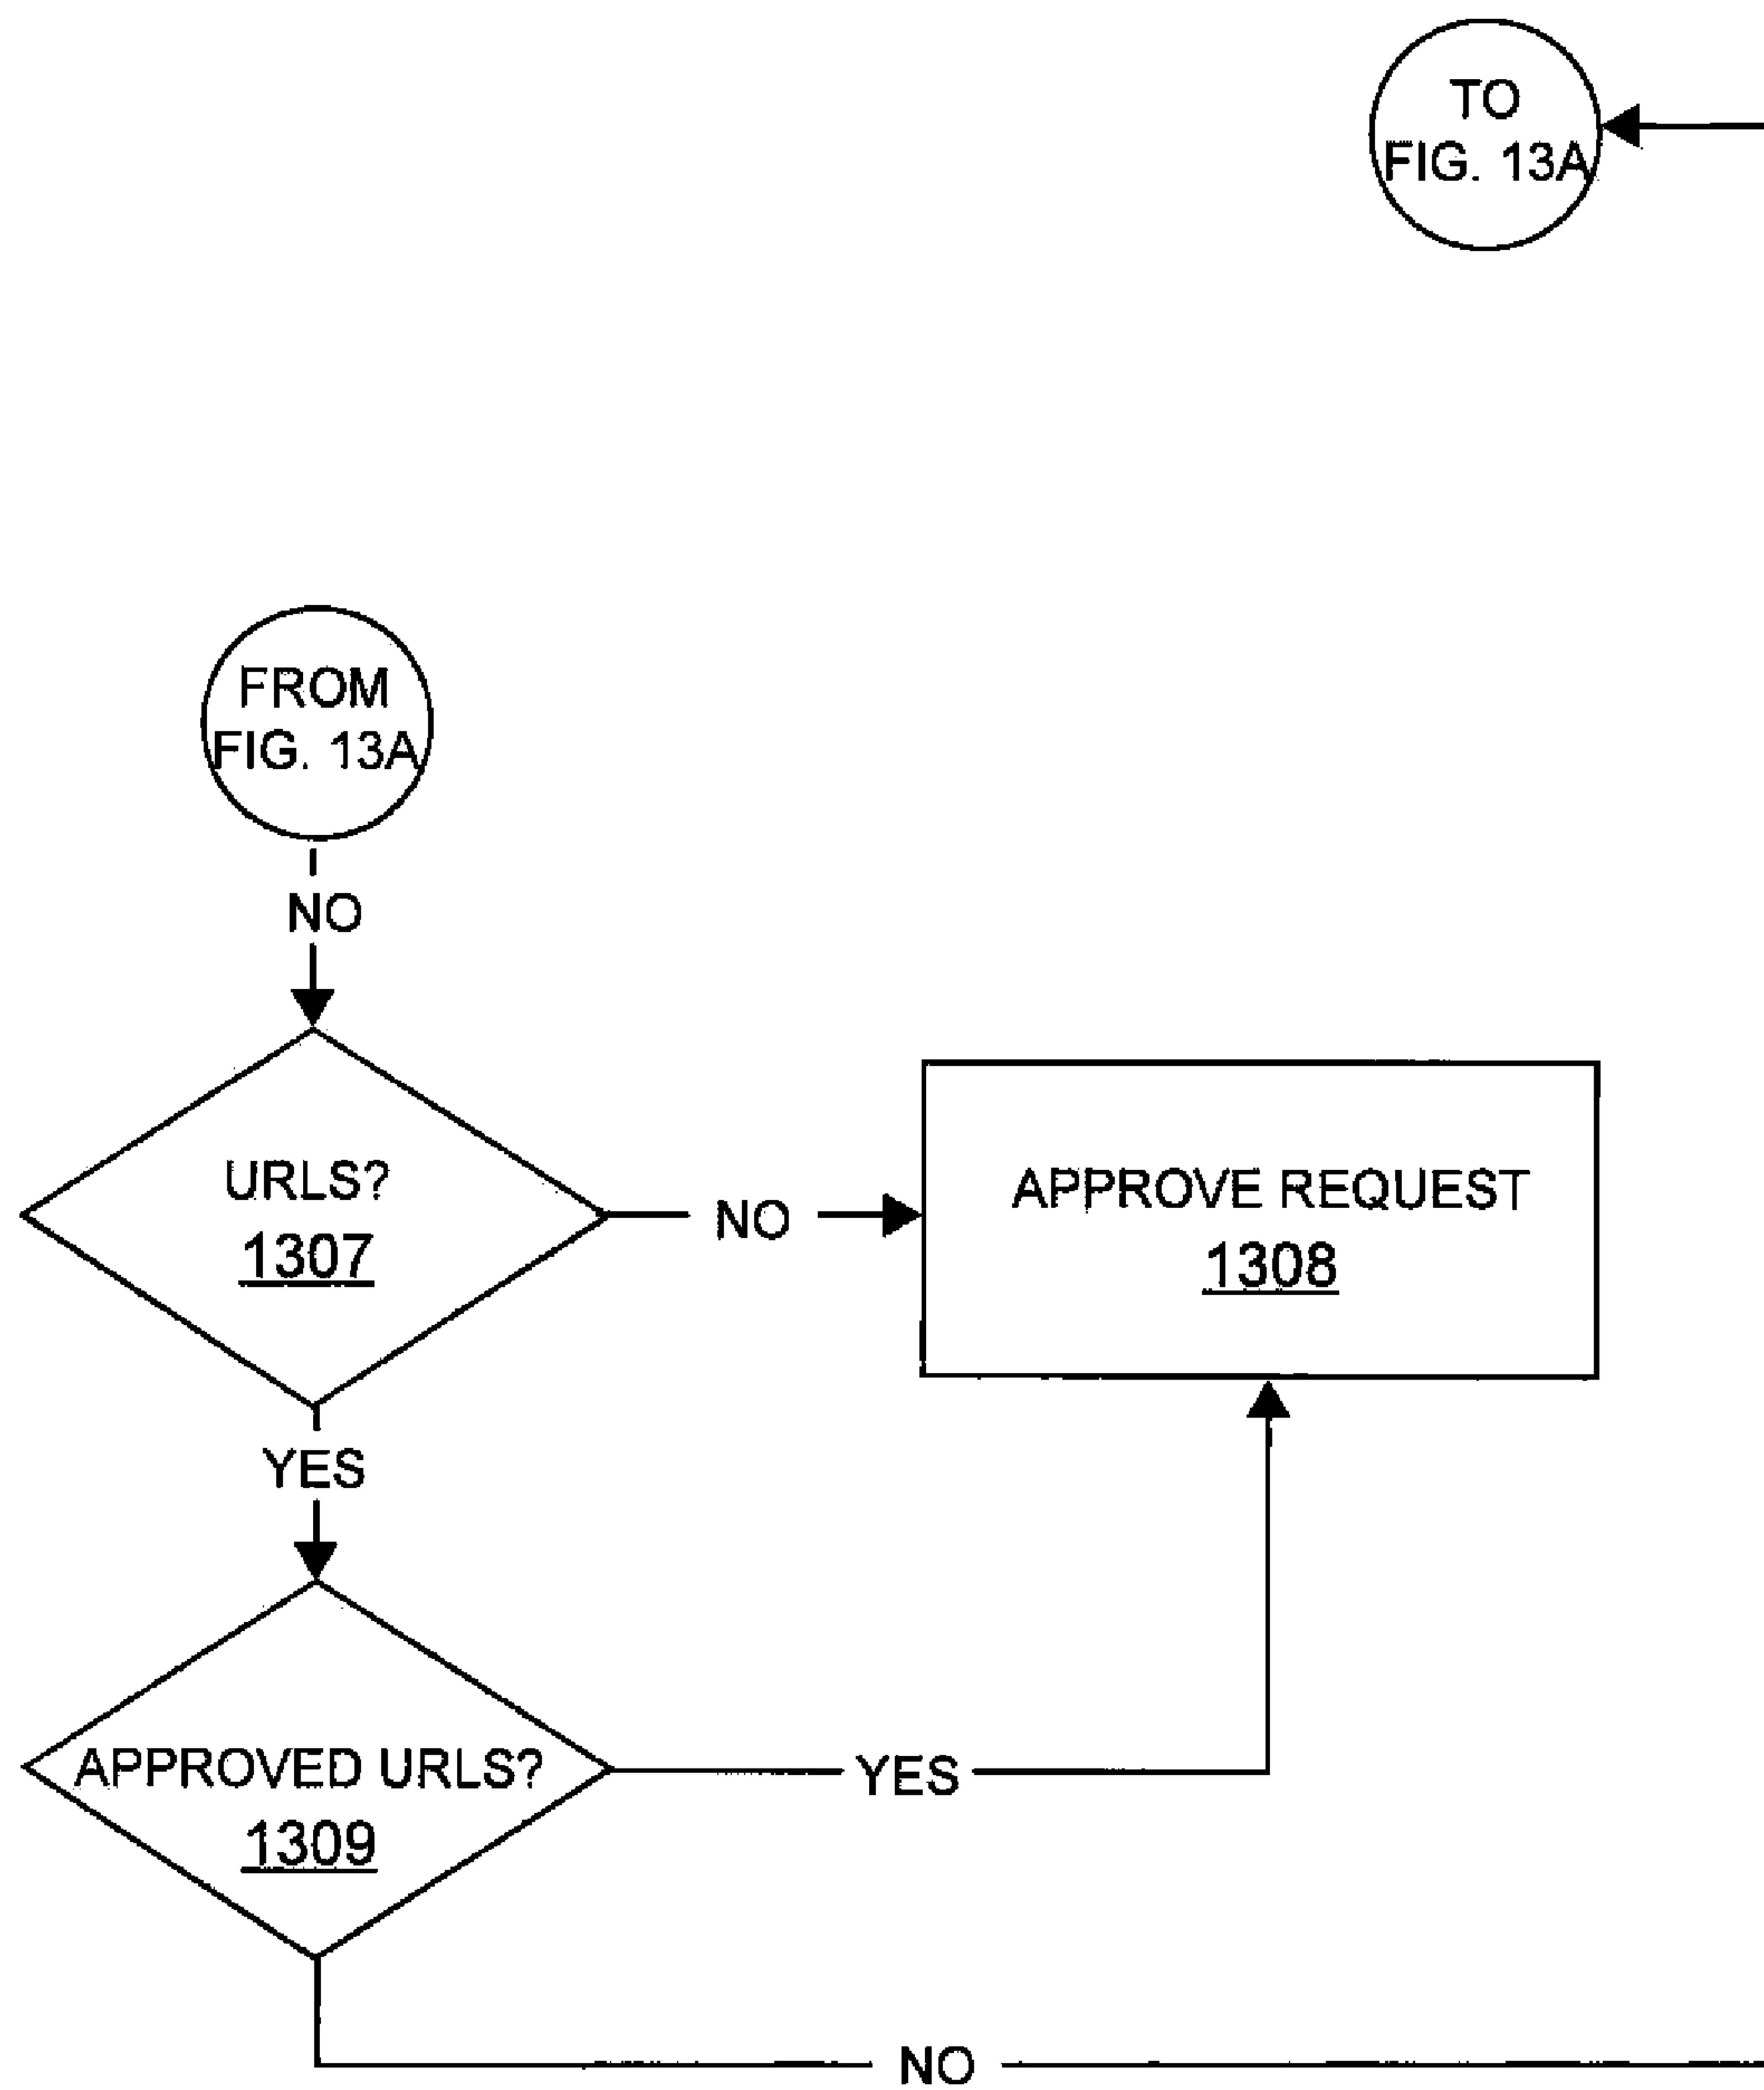 TO
FIG. 13A
FROM
FIG. 13A
NO
URLS?
1307
NO
APPROVE REQUEST
1308
YES
APPROVED URLS?
1309
YES
NO